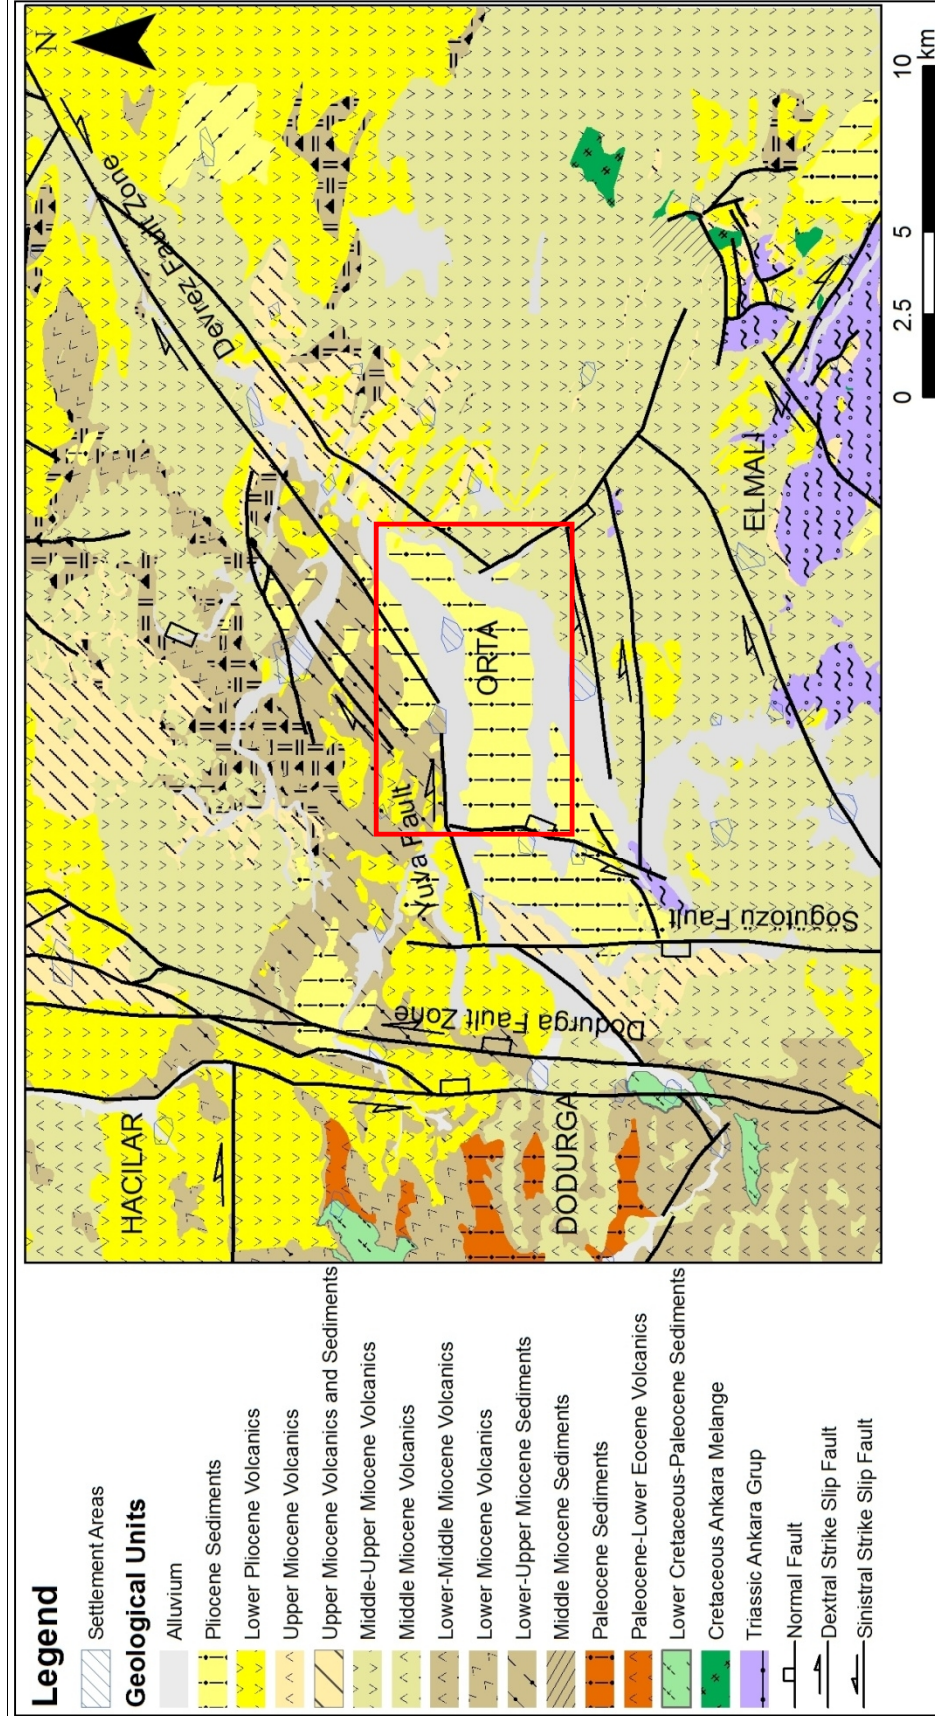 N
HACILAR
DODURGA
ORTA
ELMALI
Devrez Fault Zone
Yuva Fault
Dodurga Fault Zone
Söğütözü Fault
0 2.5 5 10
km
Legend
Settlement Areas
Geological Units
Alluvium
Pliocene Sediments
Lower Pliocene Volcanics
Upper Miocene Volcanics
Upper Miocene Volcanics and Sediments
Middle-Upper Miocene Volcanics
Middle Miocene Volcanics
Lower-Middle Miocene Volcanics
Lower Miocene Volcanics
Lower-Upper Miocene Sediments
Middle Miocene Sediments
Paleocene Sediments
Paleocene-Lower Eocene Volcanics
Lower Cretaceous-Paleocene Sediments
Cretaceous Ankara Melange
Triassic Ankara Grup
Normal Fault
Dextral Strike Slip Fault
Sinistral Strike Slip Fault